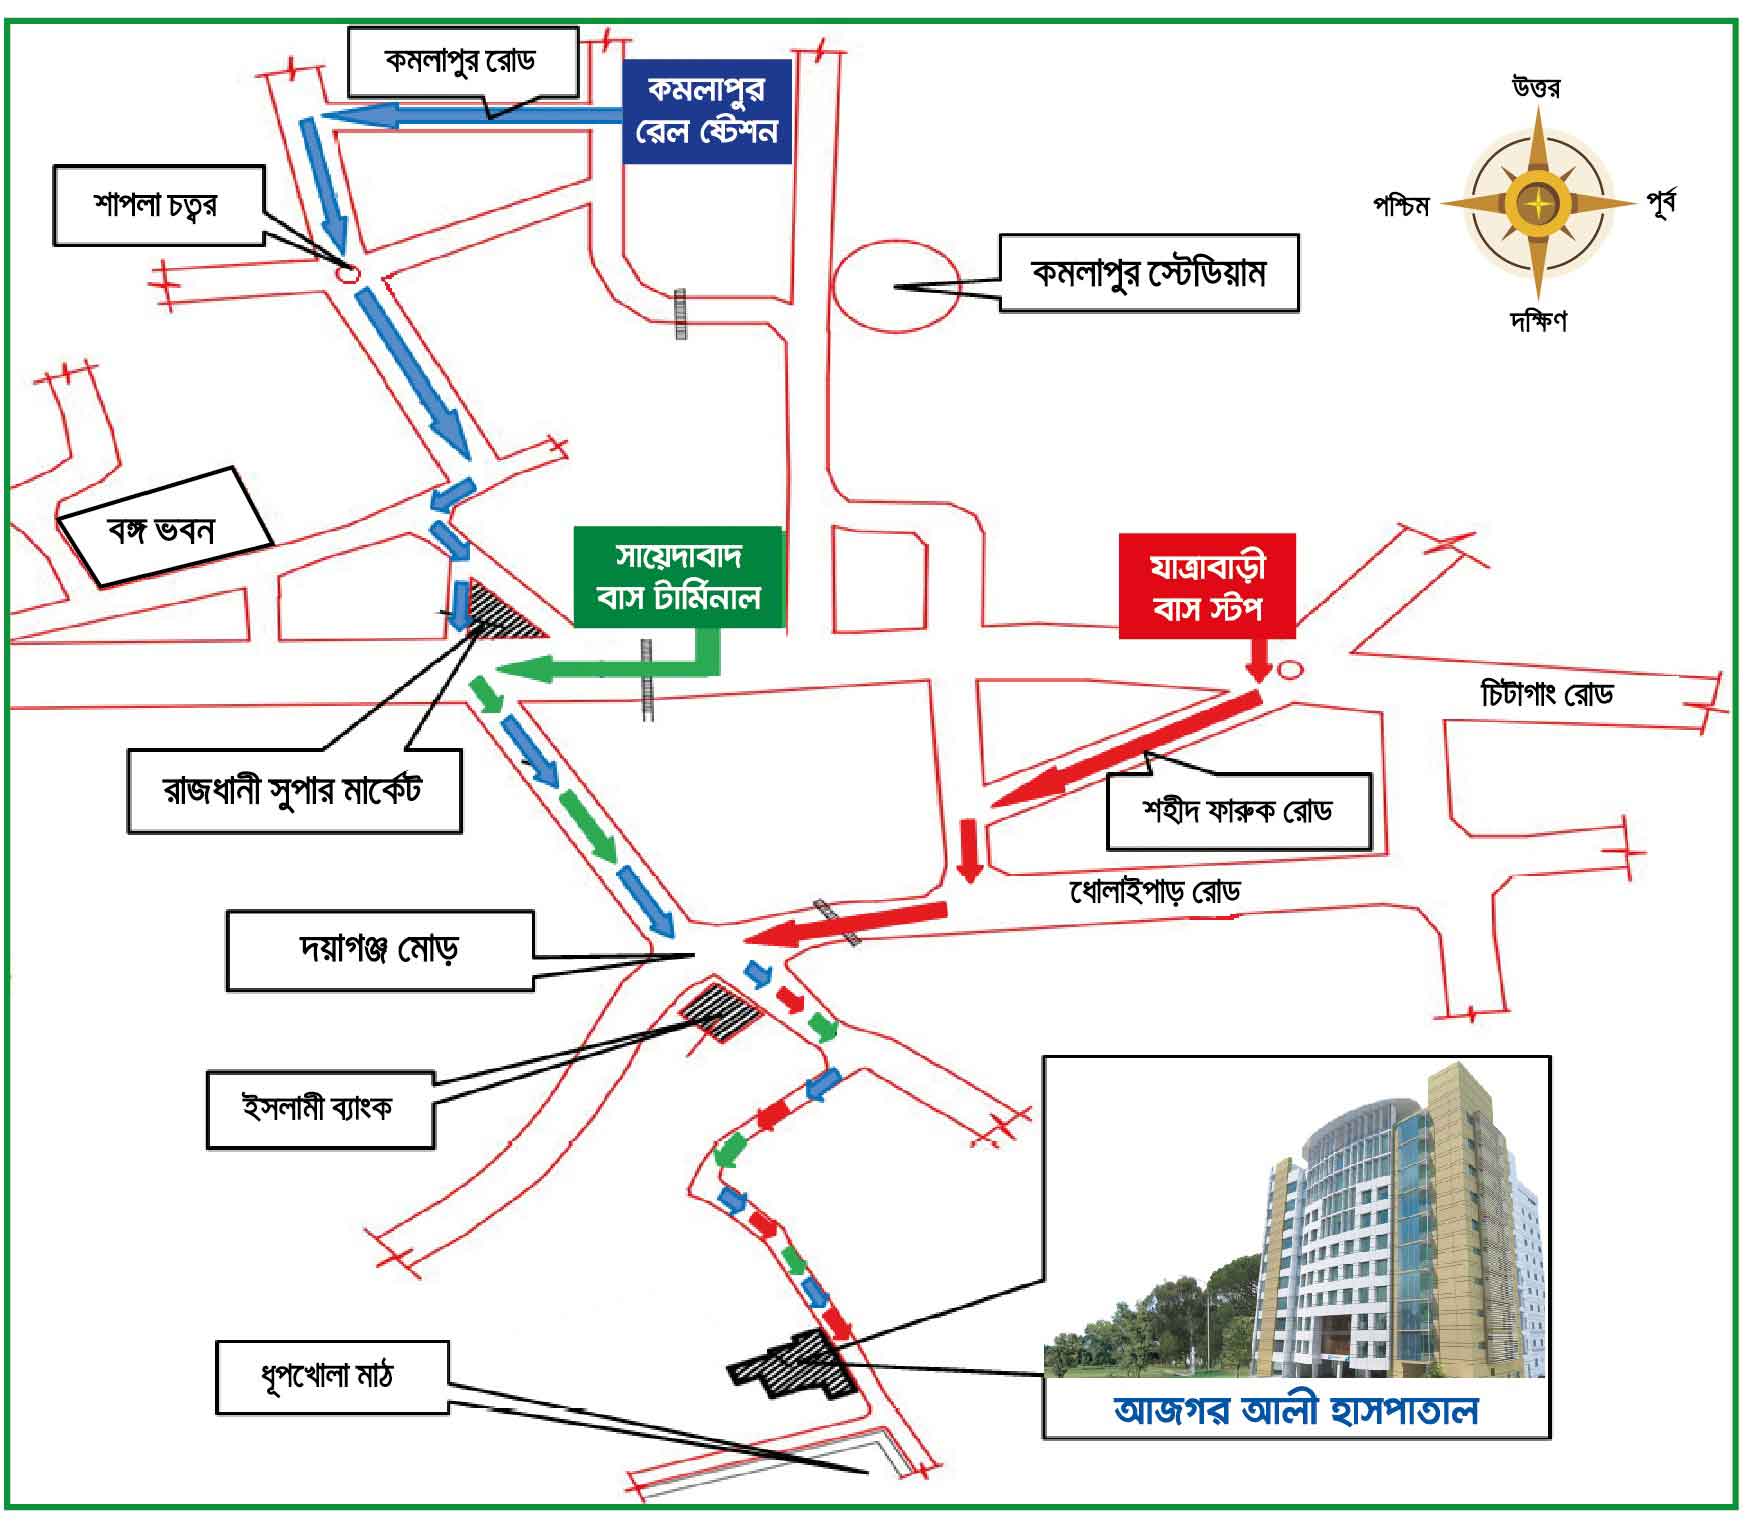 কমলাপুর রোড
কমলাপুর
রেল ষ্টেশন
উত্তর
পশ্চিম
পূর্ব
দক্ষিণ
শাপলা চত্বর
কমলাপুর স্টেডিয়াম
বঙ্গ ভবন
সায়েদাবাদ
বাস টার্মিনাল
যাত্রাবাড়ী
বাস স্টপ
চিটাগাং রোড
রাজধানী সুপার মার্কেট
শহীদ ফারুক রোড
ধোলাইপাড় রোড
দয়াগঞ্জ মোড়
ইসলামী ব্যাংক
ধূপখোলা মাঠ
আজগর আলী হাসপাতাল